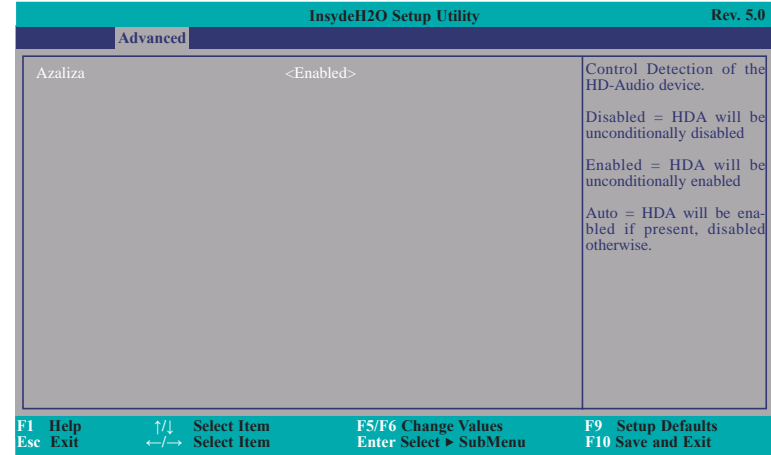 InsydeH2O Setup Utility Rev. 5.0
Advanced
Azaliza <Enabled>
Control Detection of the
HD-Audio device.
Disabled = HDA will be
unconditionally disabled
Enabled = HDA will be
unconditionally enabled
Auto = HDA will be ena-
bled if present, disabled
otherwise.
F1 Help ↑/↓ Select Item F5/F6 Change Values F9 Setup Defaults
Esc Exit ←/→ Select Item Enter Select ▶ SubMenu F10 Save and Exit